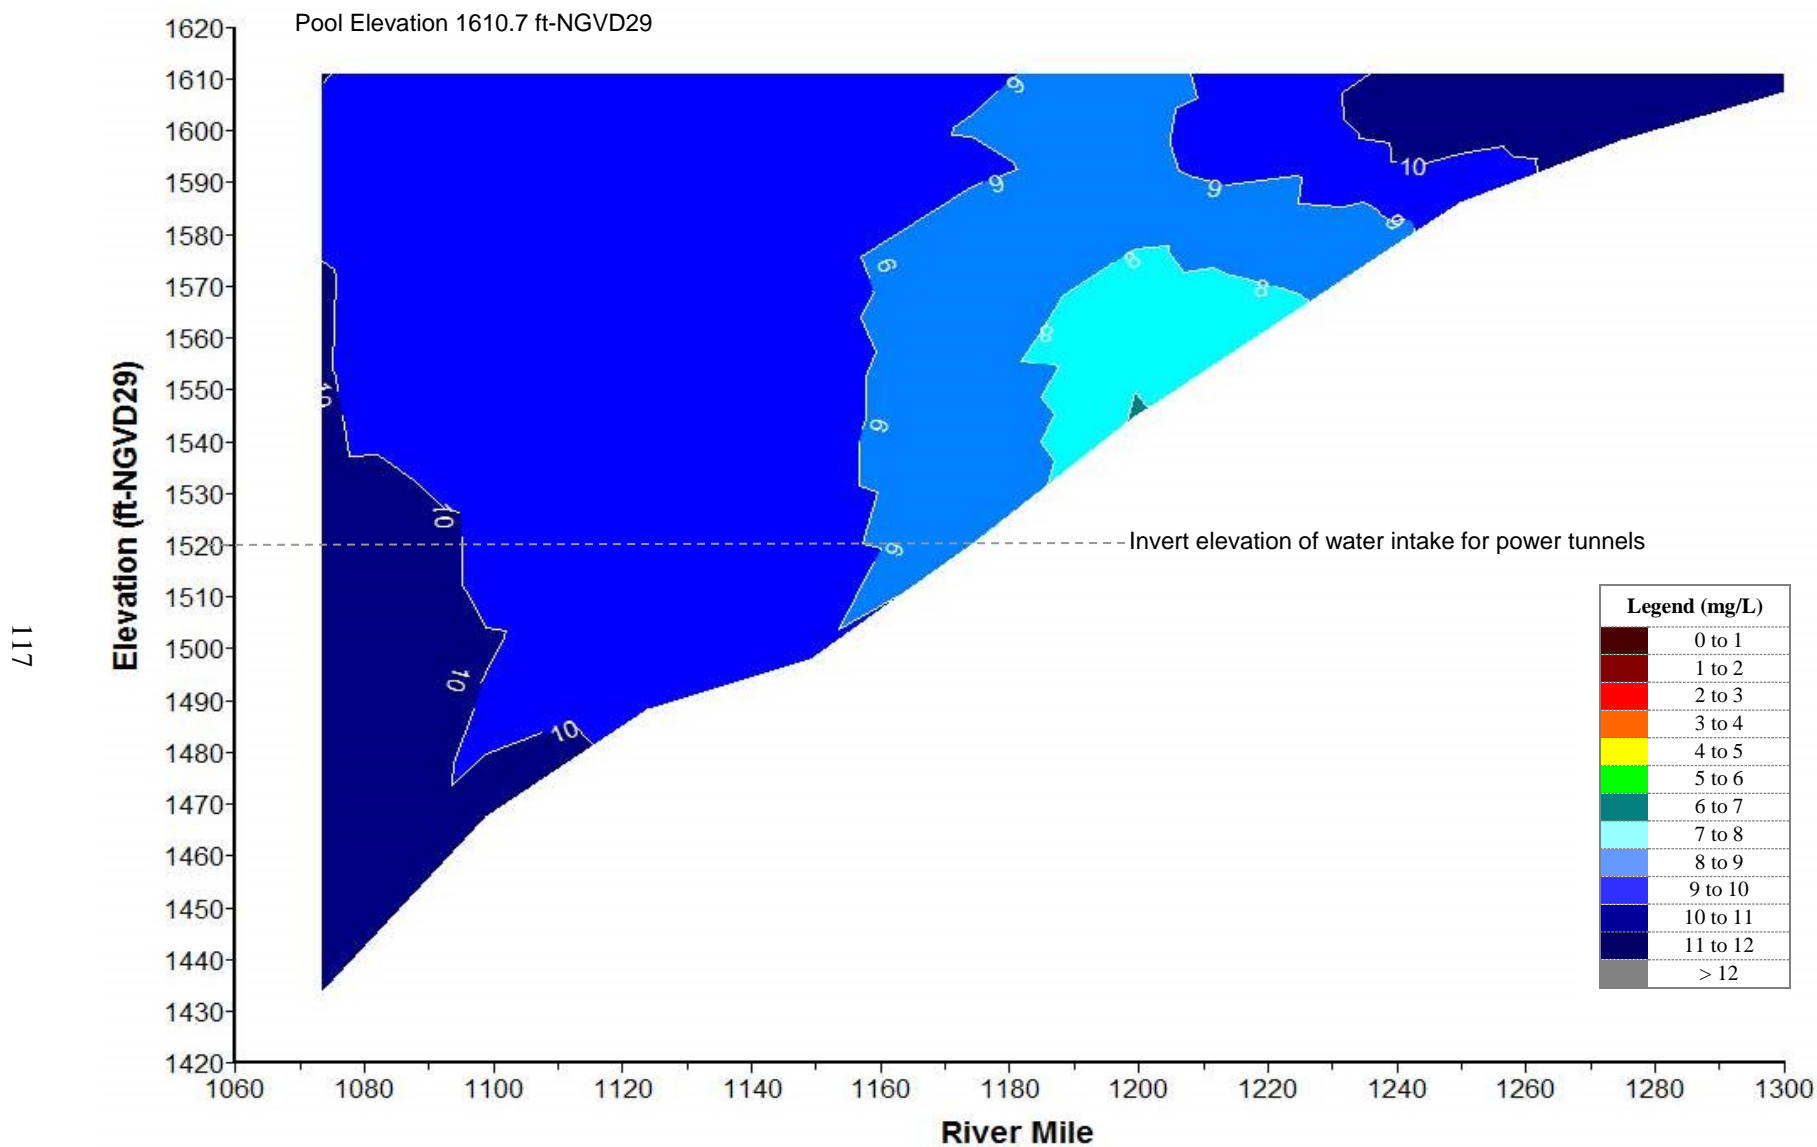 Pool Elevation 1610.7 ft-NGVD29
1620
1610
1600
1590
1580
1570
1560
1550
1540
1530
1520
1510
1500
1490
1480
1470
1460
1450
1440
1430
1420
Elevation (ft-NGVD29)
117
9
9
9
9
9
9
9
8
8
8
10
10
10
10
10
Invert elevation of water intake for power tunnels
Legend (mg/L)
0 to 1
1 to 2
2 to 3
3 to 4
4 to 5
5 to 6
6 to 7
7 to 8
8 to 9
9 to 10
10 to 11
11 to 12
> 12
1060 1080 1100 1120 1140 1160 1180 1200 1220 1240 1260 1280 1300
River Mile